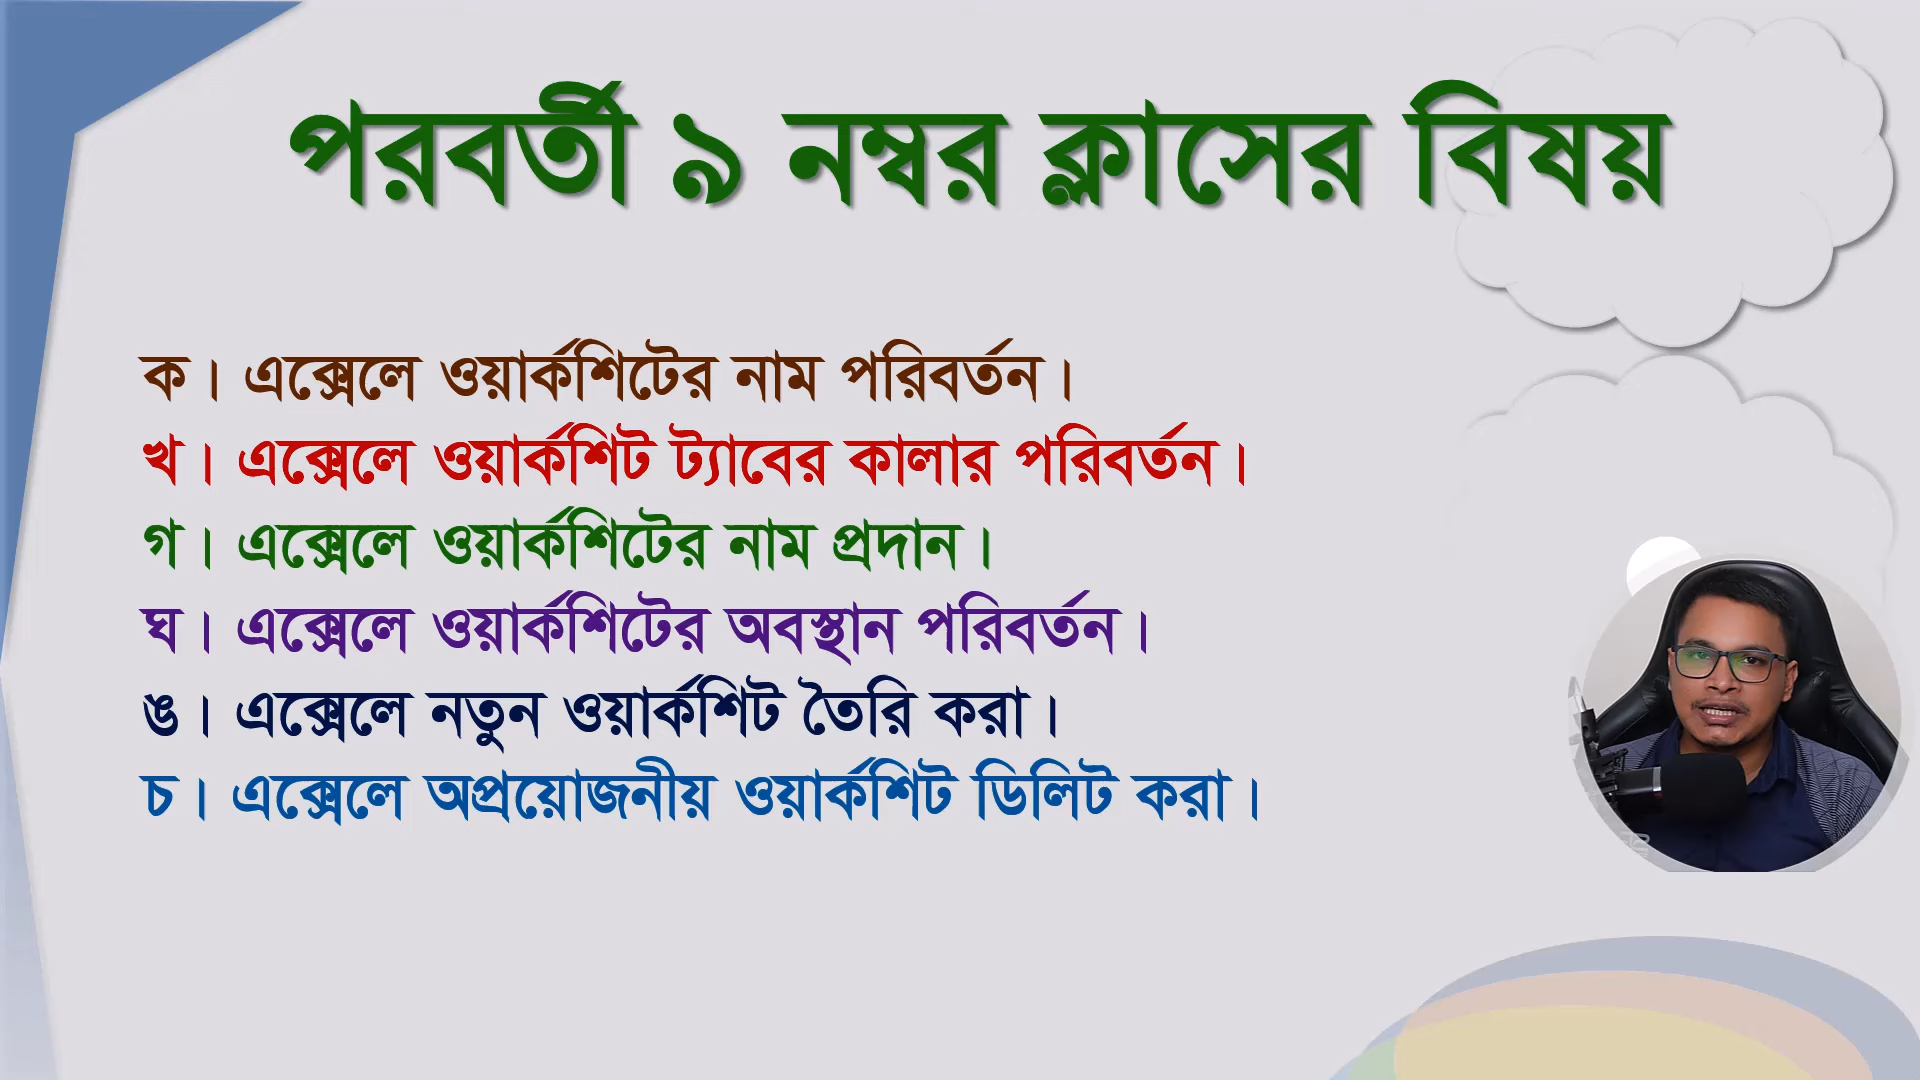 পরবর্তী ৯ নম্বর ক্লাসের বিষয়
ক। এক্সেলে ওয়ার্কশিটের নাম পরিবর্তন।
খ। এক্সেলে ওয়ার্কশিট ট্যাবের কালার পরিবর্তন।
গ। এক্সেলে ওয়ার্কশিটের নাম প্রদান।
ঘ। এক্সেলে ওয়ার্কশিটের অবস্থান পরিবর্তন।
ঙ। এক্সেলে নতুন ওয়ার্কশিট তৈরি করা।
চ। এক্সেলে অপ্রয়োজনীয় ওয়ার্কশিট ডিলিট করা।